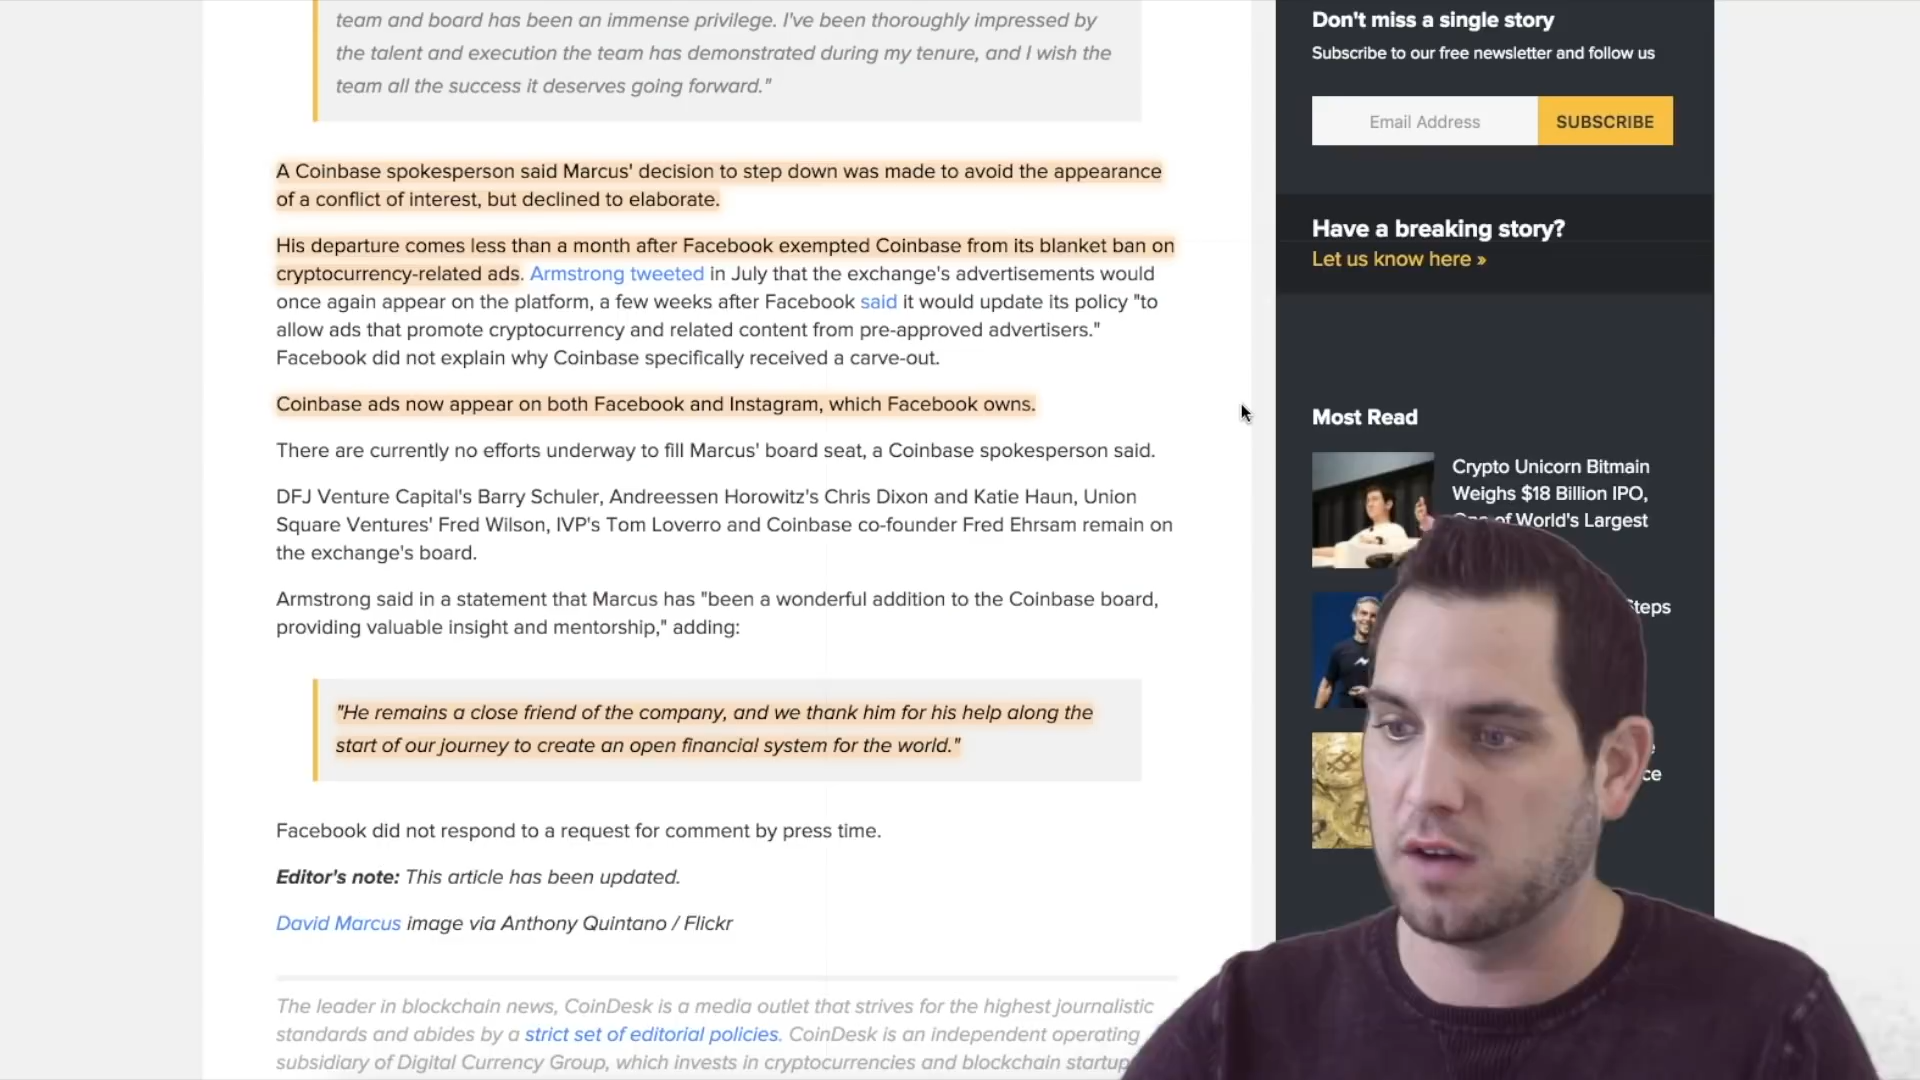 team and board has been an immense privilege. I've been thoroughly impressed by
the talent and execution the team has demonstrated during my tenure, and I wish the
team all the success it deserves going forward."
A Coinbase spokesperson said Marcus' decision to step down was made to avoid the appearance
of a conflict of interest, but declined to elaborate.
His departure comes less than a month after Facebook exempted Coinbase from its blanket ban on
cryptocurrency-related ads. Armstrong tweeted in July that the exchange's advertisements would
once again appear on the platform, a few weeks after Facebook said it would update its policy "to
allow ads that promote cryptocurrency and related content from pre-approved advertisers."
Facebook did not explain why Coinbase specifically received a carve-out.
Coinbase ads now appear on both Facebook and Instagram, which Facebook owns.
There are currently no efforts underway to fill Marcus' board seat, a Coinbase spokesperson said.
DFJ Venture Capital's Barry Schuler, Andreessen Horowitz's Chris Dixon and Katie Haun, Union
Square Ventures' Fred Wilson, IVP's Tom Loverro and Coinbase co-founder Fred Ehrsam remain on
the exchange's board.
Armstrong said in a statement that Marcus has "been a wonderful addition to the Coinbase board,
providing valuable insight and mentorship," adding:
"He remains a close friend of the company, and we thank him for his help along the
start of our journey to create an open financial system for the world."
Facebook did not respond to a request for comment by press time.
Editor's note: This article has been updated.
David Marcus image via Anthony Quintano / Flickr
The leader in blockchain news, CoinDesk is a media outlet that strives for the highest journalistic
standards and abides by a strict set of editorial policies. CoinDesk is an independent operating
subsidiary of Digital Currency Group, which invests in cryptocurrencies and blockchain startup
Don't miss a single story
Subscribe to our free newsletter and follow us
Email Address
SUBSCRIBE
Have a breaking story?
Let us know here »
Most Read
Crypto Unicorn Bitmain
Weighs $18 Billion IPO,
One of World's Largest
Steps